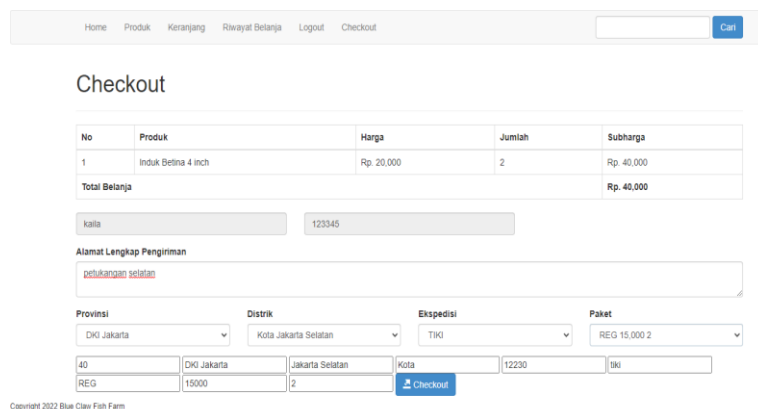 Home Produk Keranjang Riwayat Belanja Logout Checkout Cari
Checkout
No Produk Harga Jumlah Subharga
1 Induk Betina 4 inch Rp. 20,000 2 Rp. 40,000
Total Belanja Rp. 40,000
kaila 123345
Alamat Lengkap Pengiriman
petukangan selatan
Provinsi Distrik Ekspedisi Paket
DKI Jakarta Kota Jakarta Selatan TIKI REG 15,000 2
40 DKI Jakarta Jakarta Selatan Kota 12230 tiki
REG 15000 2 Checkout
Copyright 2022 Blue Claw Fish Farm